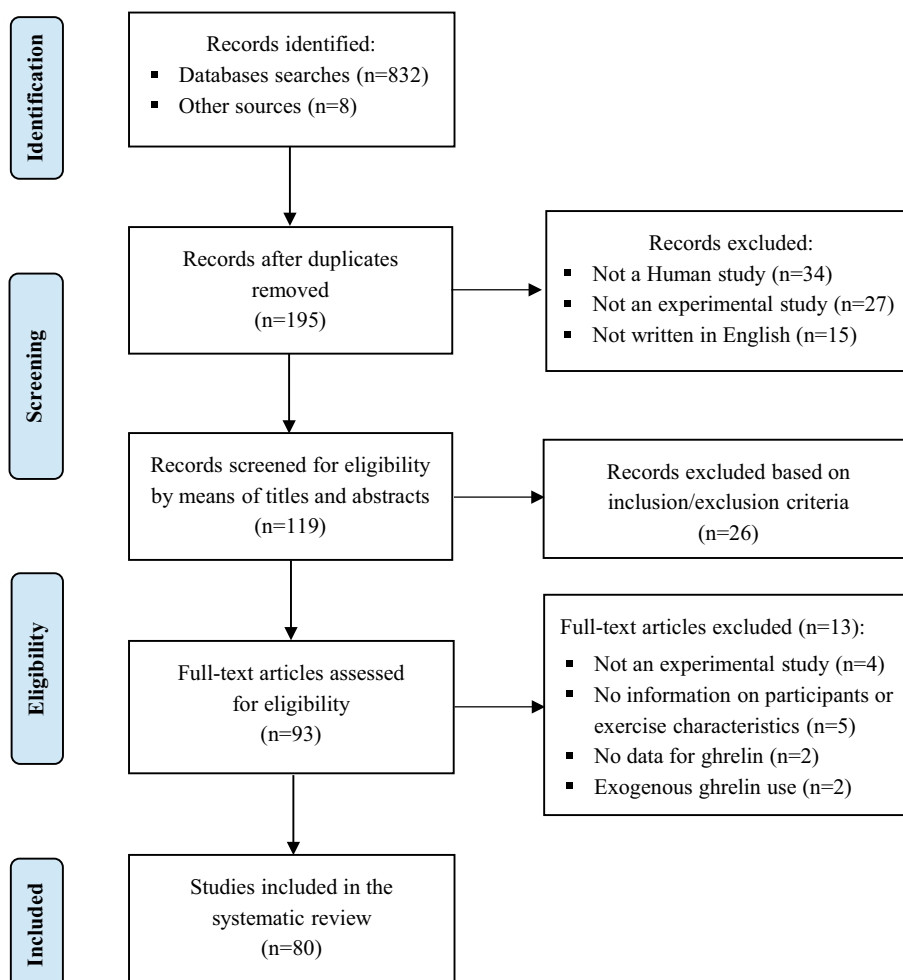 Identification
Records identified:
▪ Databases searches (n=832)
▪ Other sources (n=8)
Screening
Records after duplicates
removed
(n=195)
Records excluded:
▪ Not a Human study (n=34)
▪ Not an experimental study (n=27)
▪ Not written in English (n=15)
Records screened for eligibility
by means of titles and abstracts
(n=119)
Records excluded based on
inclusion/exclusion criteria
(n=26)
Eligibility
Full-text articles assessed
for eligibility
(n=93)
Full-text articles excluded (n=13):
▪ Not an experimental study (n=4)
▪ No information on participants or
exercise characteristics (n=5)
▪ No data for ghrelin (n=2)
▪ Exogenous ghrelin use (n=2)
Included
Studies included in the
systematic review
(n=80)